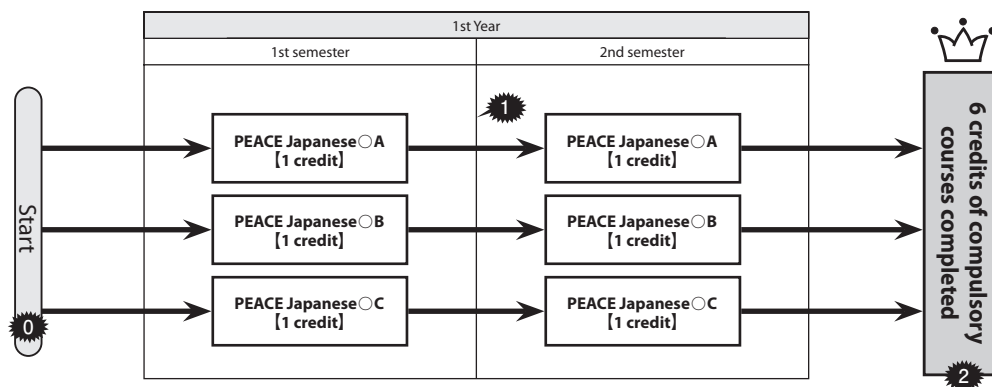 1st Year
1st semester
2nd semester
Start
0
1
PEACE Japanese○A
【1 credit】
PEACE Japanese○A
【1 credit】
PEACE Japanese○B
【1 credit】
PEACE Japanese○B
【1 credit】
PEACE Japanese○C
【1 credit】
PEACE Japanese○C
【1 credit】
6 credits of compulsory
courses completed
2